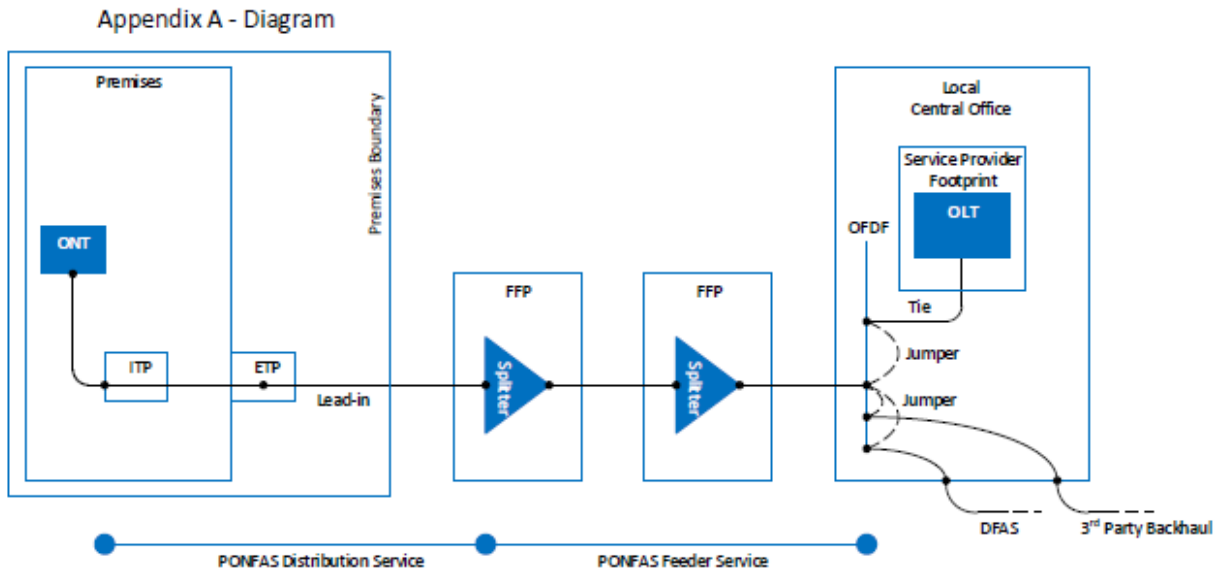 Appendix A - Diagram
Premises
Premises Boundary
ONT
ITP
ETP
Lead-in
FFP
Splitter
FFP
Splitter
Local
Central Office
Service Provider
Footprint
OLT
OFDF
Tie
Jumper
Jumper
DFAS
3rd Party Backhaul
PONFAS Distribution Service
PONFAS Feeder Service